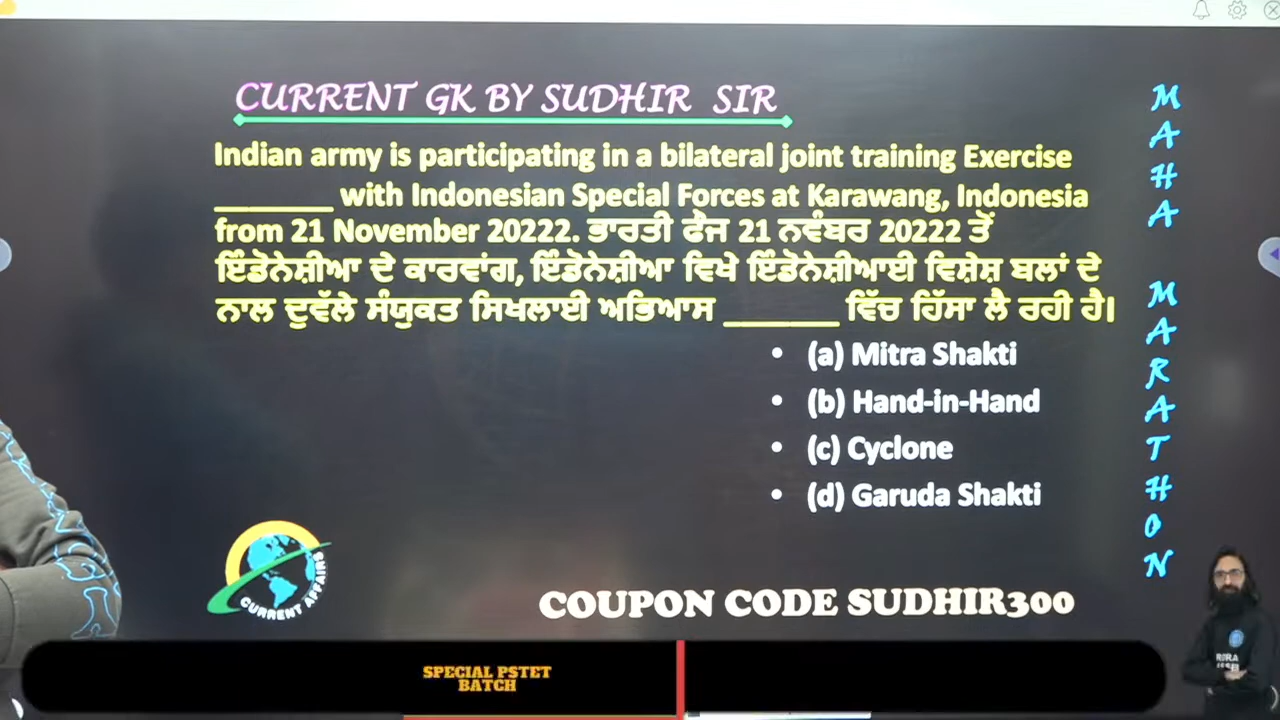 CURRENT GK BY SUDHIR SIR
Indian army is participating in a bilateral joint training Exercise
________ with Indonesian Special Forces at Karawang, Indonesia
from 21 November 20222. ਭਾਰਤੀ ਫੌਜ 21 ਨਵੰਬਰ 20222 ਤੋਂ
ਇੰਡੋਨੇਸ਼ੀਆ ਦੇ ਕਾਰਵਾਂਗ, ਇੰਡੋਨੇਸ਼ੀਆ ਵਿਖੇ ਇੰਡੋਨੇਸ਼ੀਆਈ ਵਿਸ਼ੇਸ਼ ਬਲਾਂ ਦੇ
ਨਾਲ ਦੁਵੱਲੇ ਸੰਯੁਕਤ ਸਿਖਲਾਈ ਅਭਿਆਸ ________ ਵਿੱਚ ਹਿੱਸਾ ਲੈ ਰਹੀ ਹੈ।
• (a) Mitra Shakti
• (b) Hand-in-Hand
• (c) Cyclone
• (d) Garuda Shakti
MAHA MARATHON
CURRENT AFFAIRS
COUPON CODE SUDHIR300
SPECIAL PSTET
BATCH